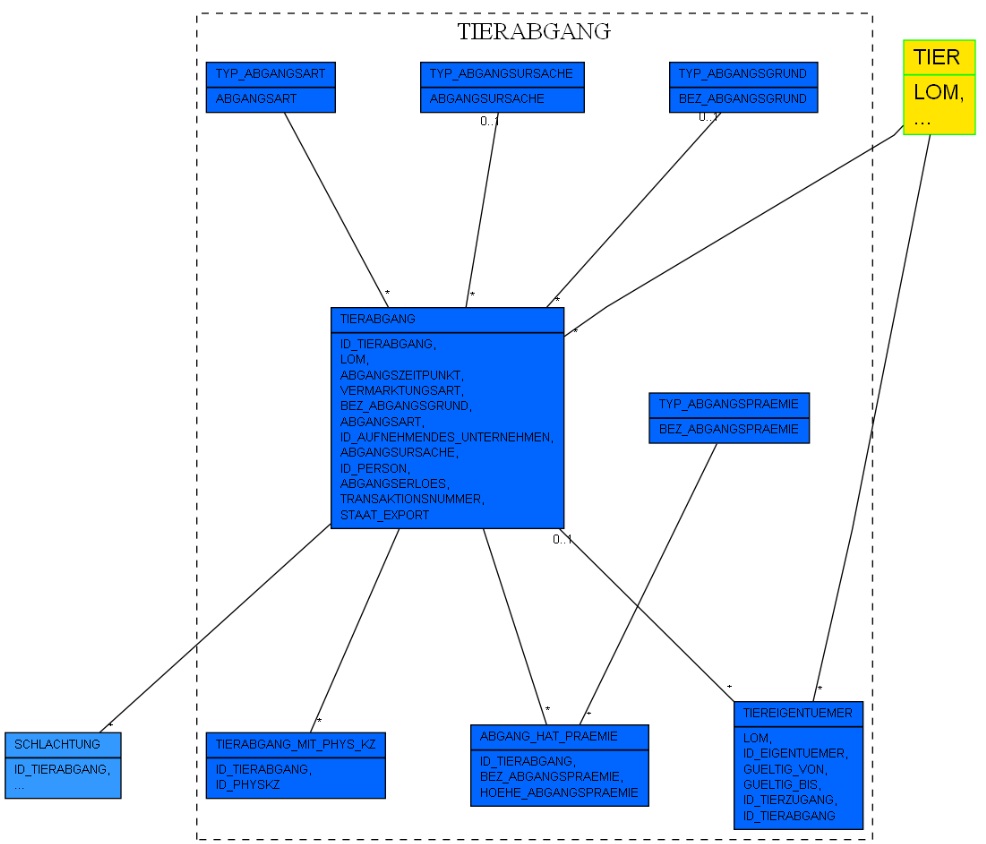 TIERABGANG
TYP_ABGANGSART
ABGANGSART
TYP_ABGANGSURSACHE
ABGANGSURSACHE
0..1
TYP_ABGANGSGRUND
BEZ_ABGANGSGRUND
0..1
TIER
LOM,
...
*
*
*
*
TIERABGANG
ID_TIERABGANG,
LOM,
ABGANGSZEITPUNKT,
VERMARKTUNGSART,
BEZ_ABGANGSGRUND,
ABGANGSART,
ID_AUFNEHMENDES_UNTERNEHMEN,
ABGANGSURSACHE,
ID_PERSON,
ABGANGSERLOES,
TRANSAKTIONSNUMMER,
STAAT_EXPORT
0..1
TYP_ABGANGSPRAEMIE
BEZ_ABGANGSPRAEMIE
*
SCHLACHTUNG
ID_TIERABGANG,
...
*
TIERABGANG_MIT_PHYS_KZ
ID_TIERABGANG,
ID_PHYSKZ
*
*
ABGANG_HAT_PRAEMIE
ID_TIERABGANG,
BEZ_ABGANGSPRAEMIE,
HOEHE_ABGANGSPRAEMIE
*
*
TIEREIGENTUEMER
LOM,
ID_EIGENTUEMER,
GUELTIG_VON,
GUELTIG_BIS,
ID_TIERZUGANG,
ID_TIERABGANG